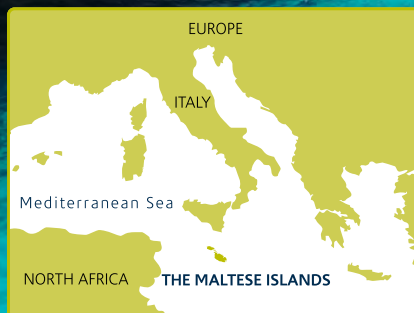 EUROPE
ITALY
Mediterranean Sea
NORTH AFRICA
THE MALTESE ISLANDS